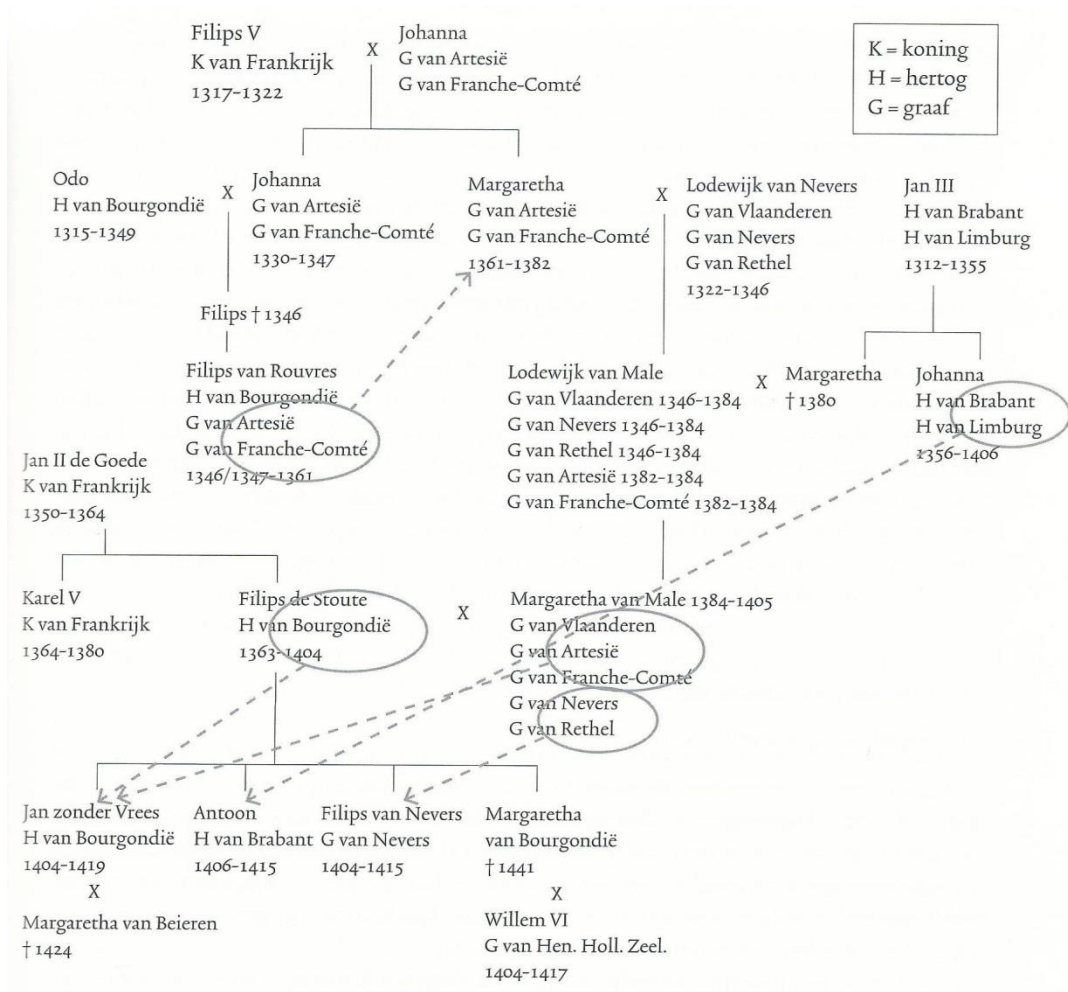 Filips V
K van Frankrijk
1317-1322
X
Johanna
G van Artesië
G van Franche-Comté
K = koning
H = hertog
G = graaf
Odo
H van Bourgondië
1315-1349
X
Johanna
G van Artesië
G van Franche-Comté
1330-1347
Margaretha
G van Artesië
G van Franche-Comté
1361-1382
X
Lodewijk van Nevers
G van Vlaanderen
G van Nevers
G van Rethel
1322-1346
Jan III
H van Brabant
H van Limburg
1312-1355
Filips † 1346
Filips van Rouvres
H van Bourgondië
G van Artesië
G van Franche-Comté
1346/1347-1361
Lodewijk van Male
G van Vlaanderen 1346-1384
G van Nevers 1346-1384
G van Rethel 1346-1384
G van Artesië 1382-1384
G van Franche-Comté 1382-1384
X
Margaretha
† 1380
Johanna
H van Brabant
H van Limburg
1356-1406
Jan II de Goede
K van Frankrijk
1350-1364
Karel V
K van Frankrijk
1364-1380
Filips de Stoute
H van Bourgondië
1363-1404
X
Margaretha van Male 1384-1405
G van Vlaanderen
G van Artesië
G van Franche-Comté
G van Nevers
G van Rethel
Jan zonder Vrees
H van Bourgondië
1404-1419
X
Margaretha van Beieren
† 1424
Antoon
H van Brabant
1406-1415
Filips van Nevers
G van Nevers
1404-1415
Margaretha
van Bourgondië
† 1441
X
Willem VI
G van Hen. Holl. Zeel.
1404-1417